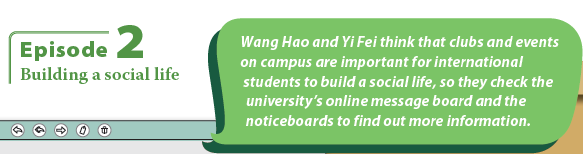 Episode 2
Building a social life
Wang Hao and Yi Fei think that clubs and events
on campus are important for international
students to build a social life, so they check the
university's online message board and the
noticeboards to find out more information.